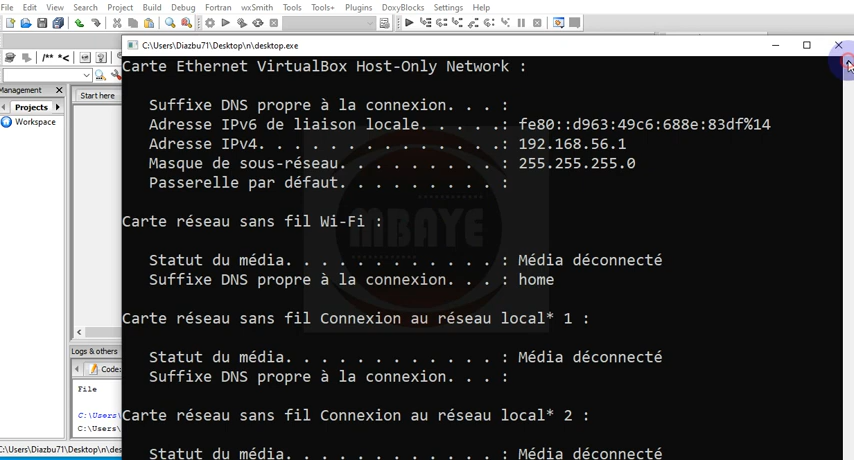 File Edit View Search Project Build Debug Fortran wxSmith Tools Tools+ Plugins DoxyBlocks Settings Help
C:\Users\Diazbu71\Desktop\n\desktop.exe
/** *<
Management
Projects
Workspace
Start here
Carte Ethernet VirtualBox Host-Only Network :
Suffixe DNS propre à la connexion. . . :
Adresse IPv6 de liaison locale. . . . .: fe80::d963:49c6:688e:83df%14
Adresse IPv4. . . . . . . . . . . . . .: 192.168.56.1
Masque de sous-réseau. . . . . . . . . : 255.255.255.0
Passerelle par défaut. . . . . . . . . :
Carte réseau sans fil Wi-Fi :
MBAYE
Statut du média. . . . . . . . . . . . : Média déconnecté
Suffixe DNS propre à la connexion. . . : home
Carte réseau sans fil Connexion au réseau local* 1 :
Statut du média. . . . . . . . . . . . : Média déconnecté
Suffixe DNS propre à la connexion. . . :
Carte réseau sans fil Connexion au réseau local* 2 :
Statut du média. . . . . . . . . . . . : Média déconnecté
Logs & others
Code:
File
C:\Users\
C:\Users\
C:\Users\Diazbu71\Desktop\n\des